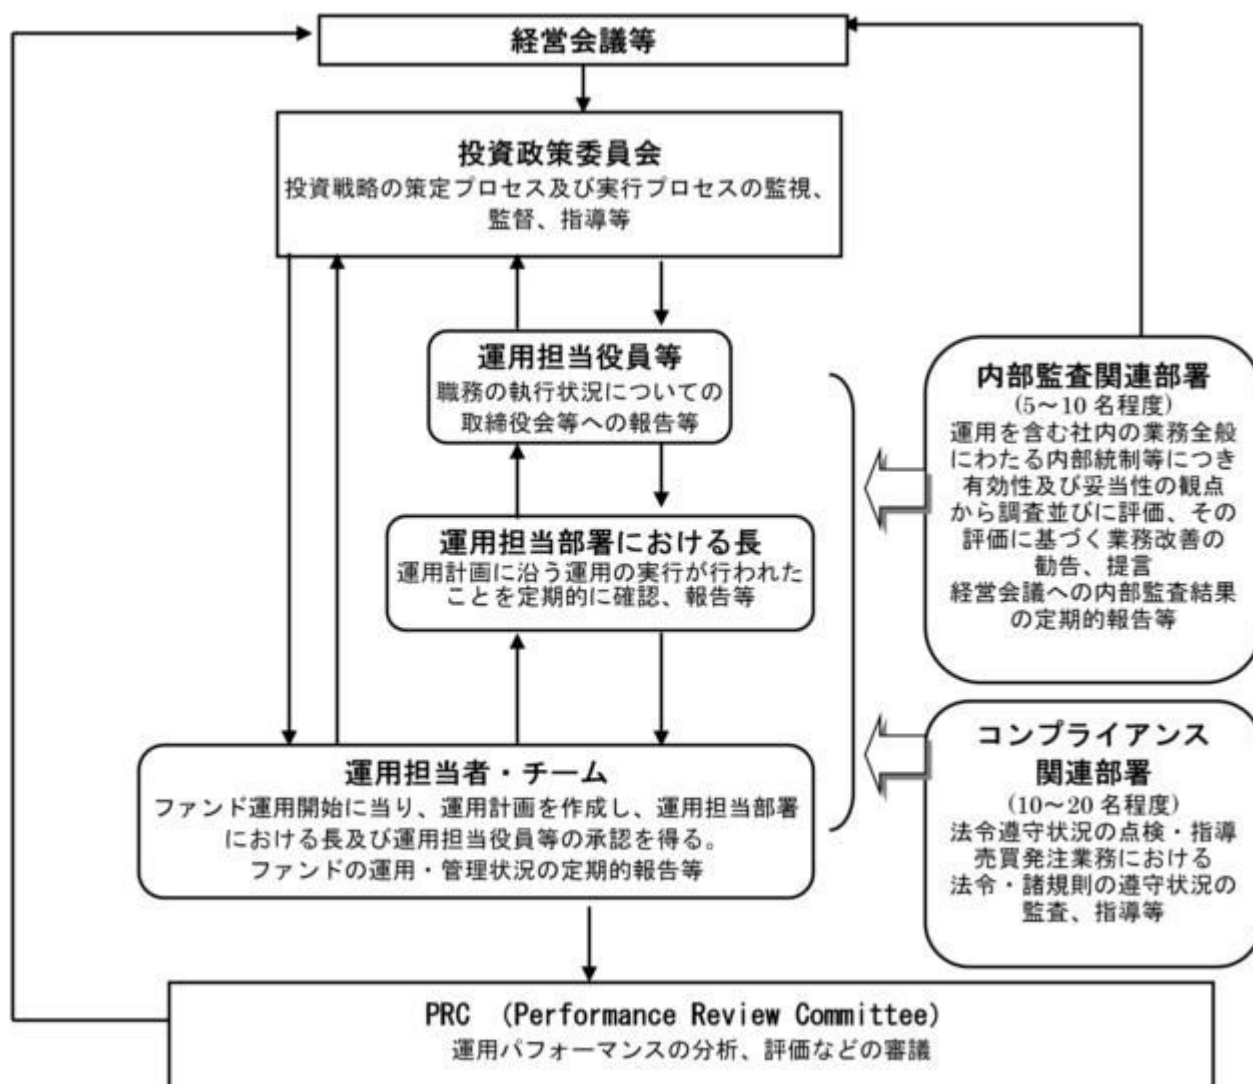 経営会議等
投資政策委員会
投資戦略の策定プロセス及び実行プロセスの監視、
監督、指導等
運用担当役員等
職務の執行状況についての
取締役会等への報告等
運用担当部署における長
運用計画に沿う運用の実行が行われた
ことを定期的に確認、報告等
運用担当者・チーム
ファンド運用開始に当り、運用計画を作成し、運用担当部署
における長及び運用担当役員等の承認を得る。
ファンドの運用・管理状況の定期的報告等
内部監査関連部署
(5～10 名程度)
運用を含む社内の業務全般
にわたる内部統制等につき
有効性及び妥当性の観点
から調査並びに評価、その
評価に基づく業務改善の
勧告、提言
経営会議への内部監査結果
の定期的報告等
コンプライアンス
関連部署
(10～20 名程度)
法令遵守状況の点検・指導
売買発注業務における
法令・諸規則の遵守状況の
監査、指導等
PRC (Performance Review Committee)
運用パフォーマンスの分析、評価などの審議